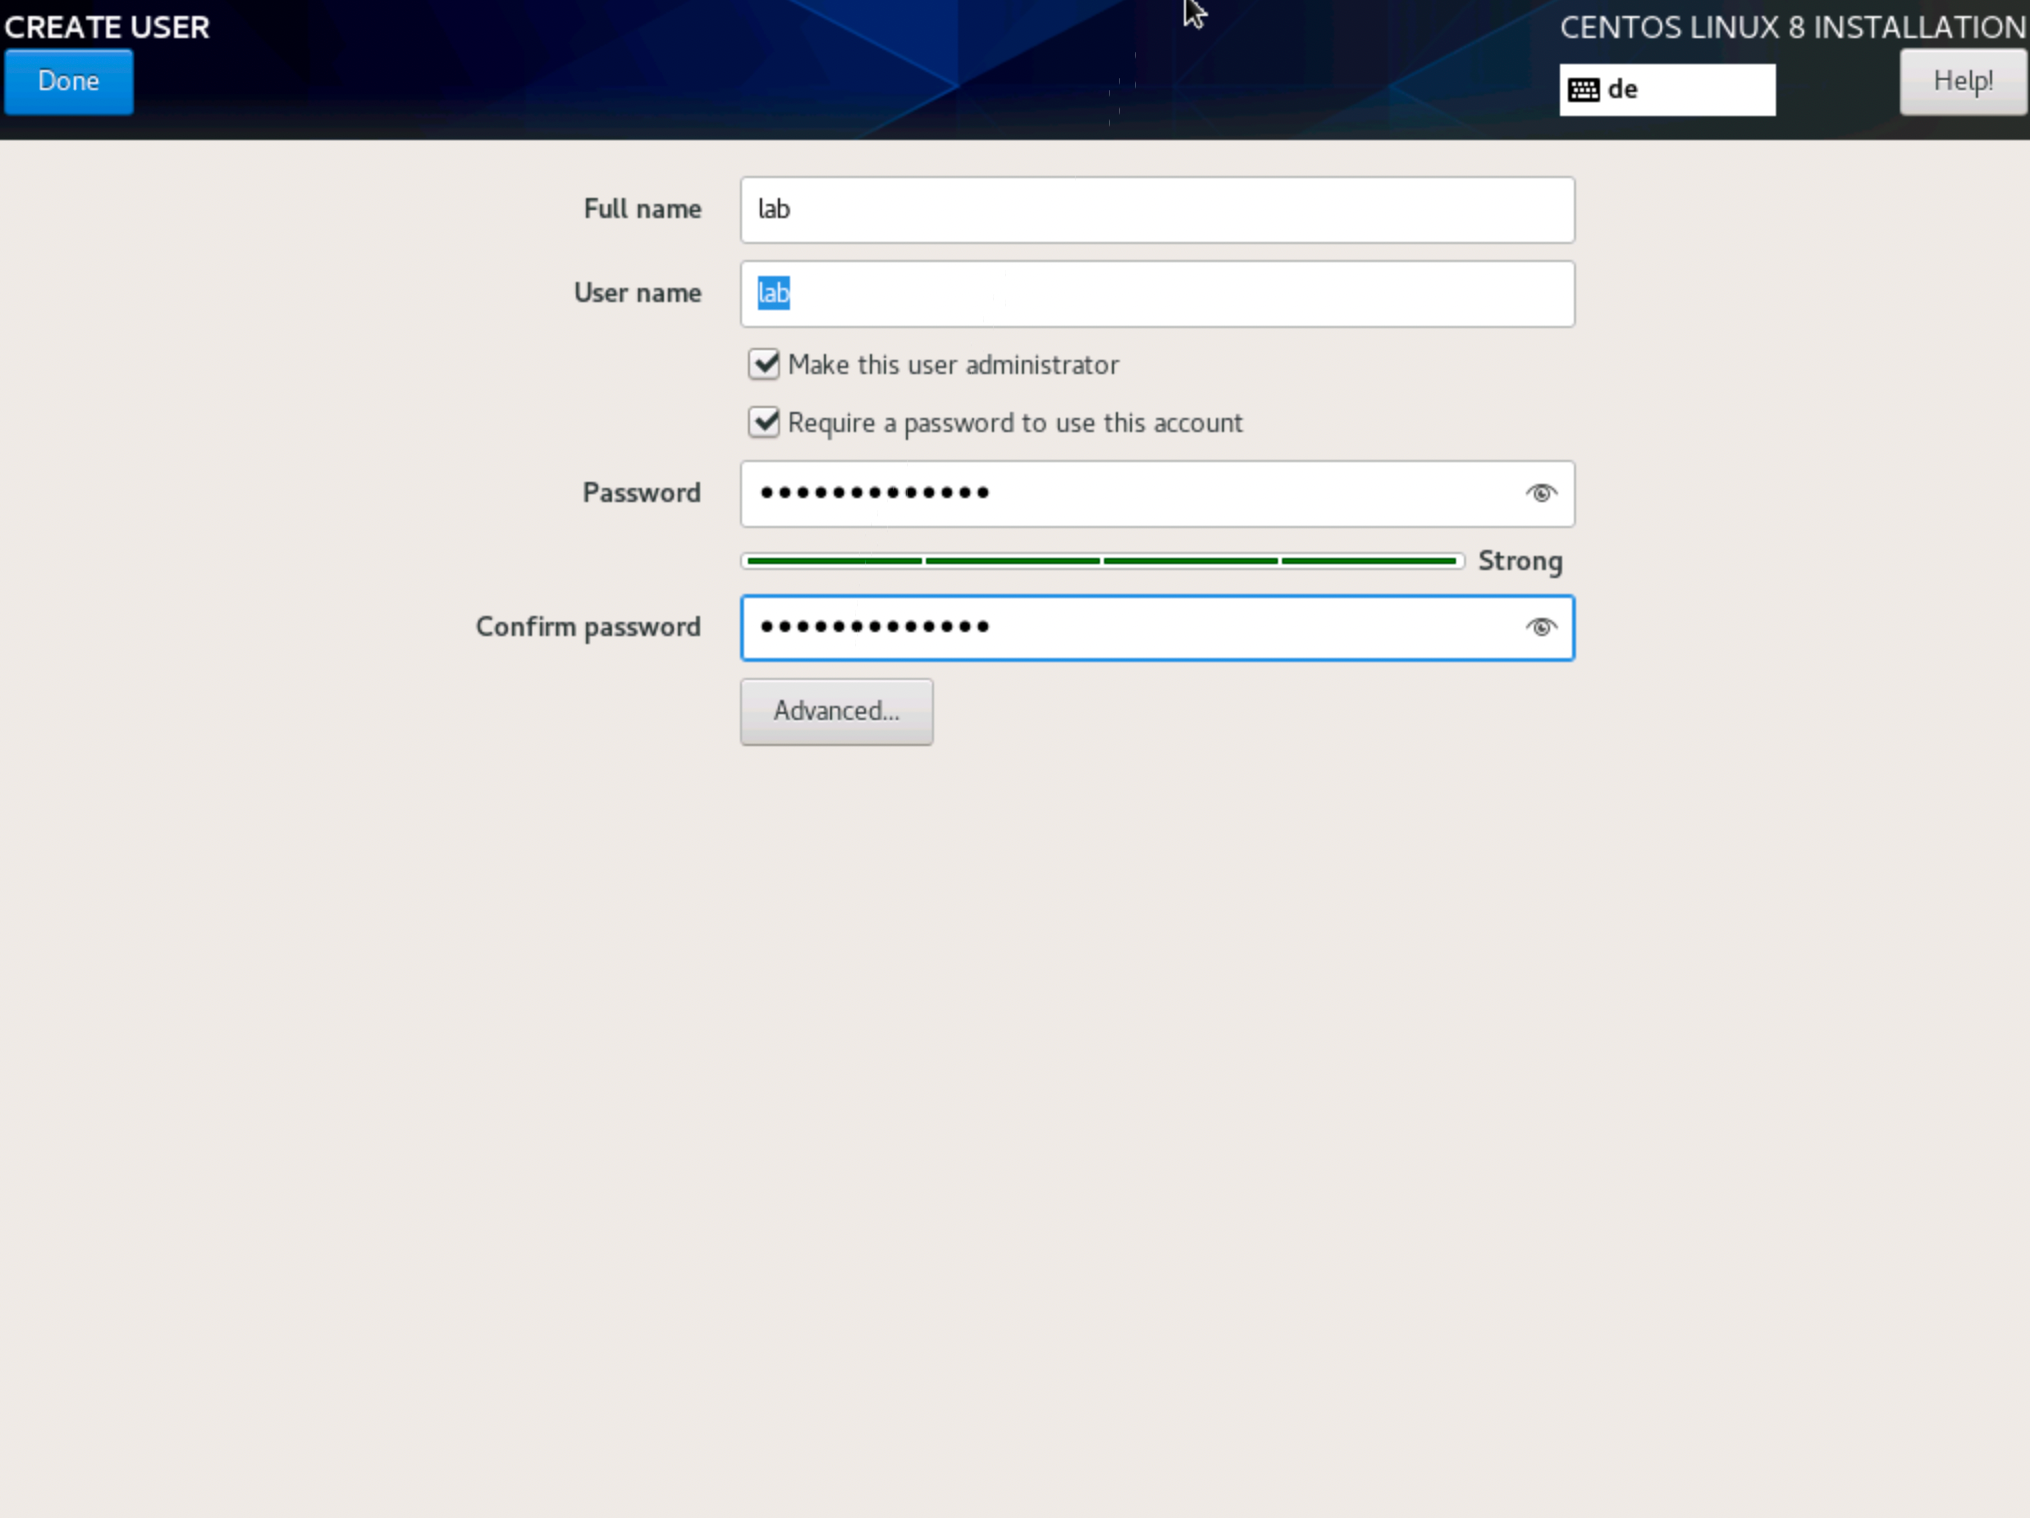 CREATE USER
CENTOS LINUX 8 INSTALLATION
Done
de
Help!
Full name
lab
User name
lab
Make this user administrator
Require a password to use this account
Password
•••••••••••••
Strong
Confirm password
•••••••••••••
Advanced...